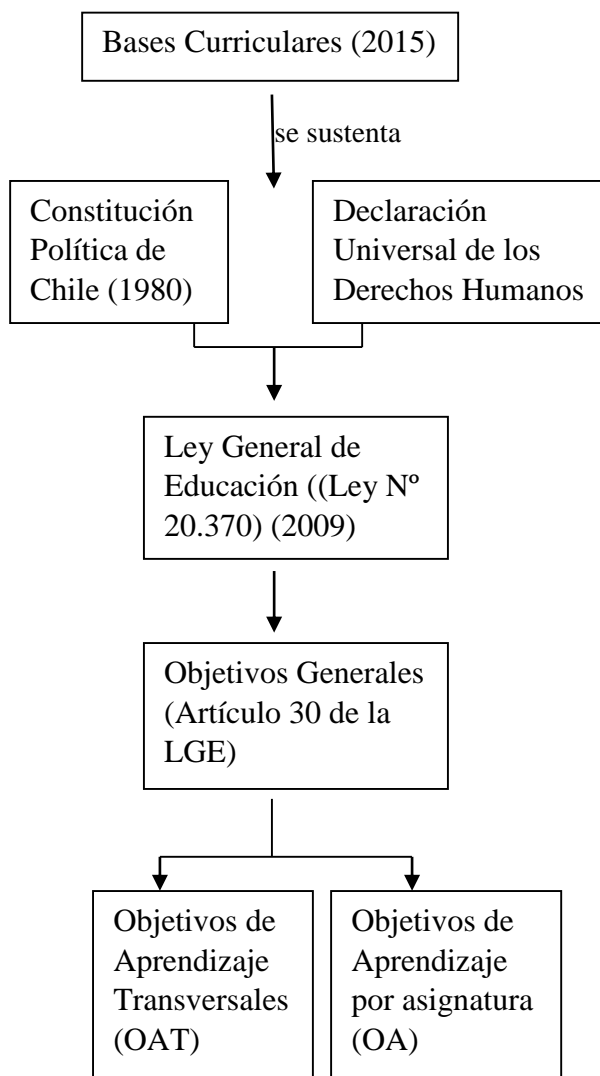 Bases Curriculares (2015)
se sustenta
Constitución
Política de
Chile (1980)
Declaración
Universal de los
Derechos Humanos
Ley General de
Educación ((Ley Nº
20.370) (2009)
Objetivos Generales
(Artículo 30 de la
LGE)
Objetivos de
Aprendizaje
Transversales
(OAT)
Objetivos de
Aprendizaje
por asignatura
(OA)